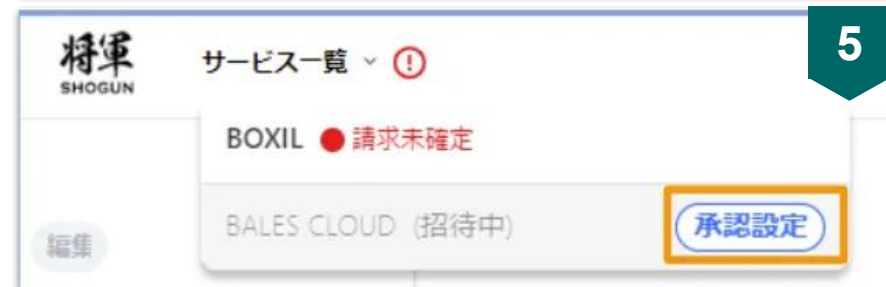 5
将軍
SHOGUN
サービス一覧
BOXIL 請求未確定
BALES CLOUD (招待中) 承認設定
編集